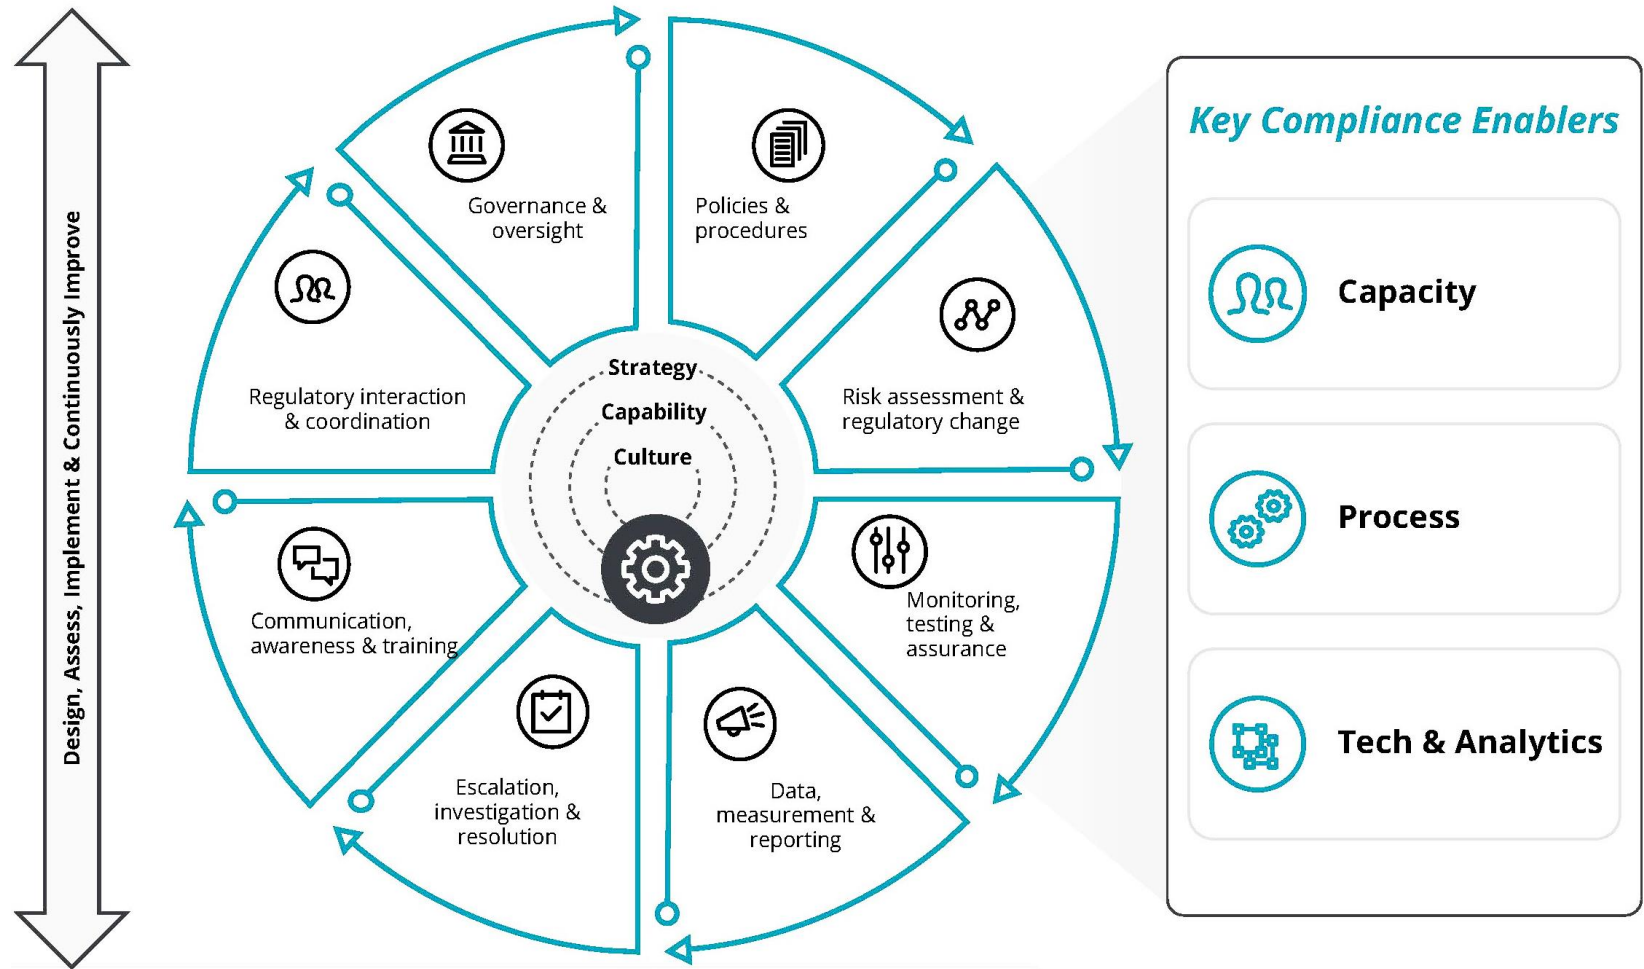 Design, Assess, Implement & Continuously Improve
Governance &
oversight
Policies &
procedures
Risk assessment &
regulatory change
Monitoring,
testing &
assurance
Data,
measurement &
reporting
Escalation,
investigation &
resolution
Communication,
awareness & training
Regulatory interaction
& coordination
Strategy
Capability
Culture
Key Compliance Enablers
Capacity
Process
Tech & Analytics